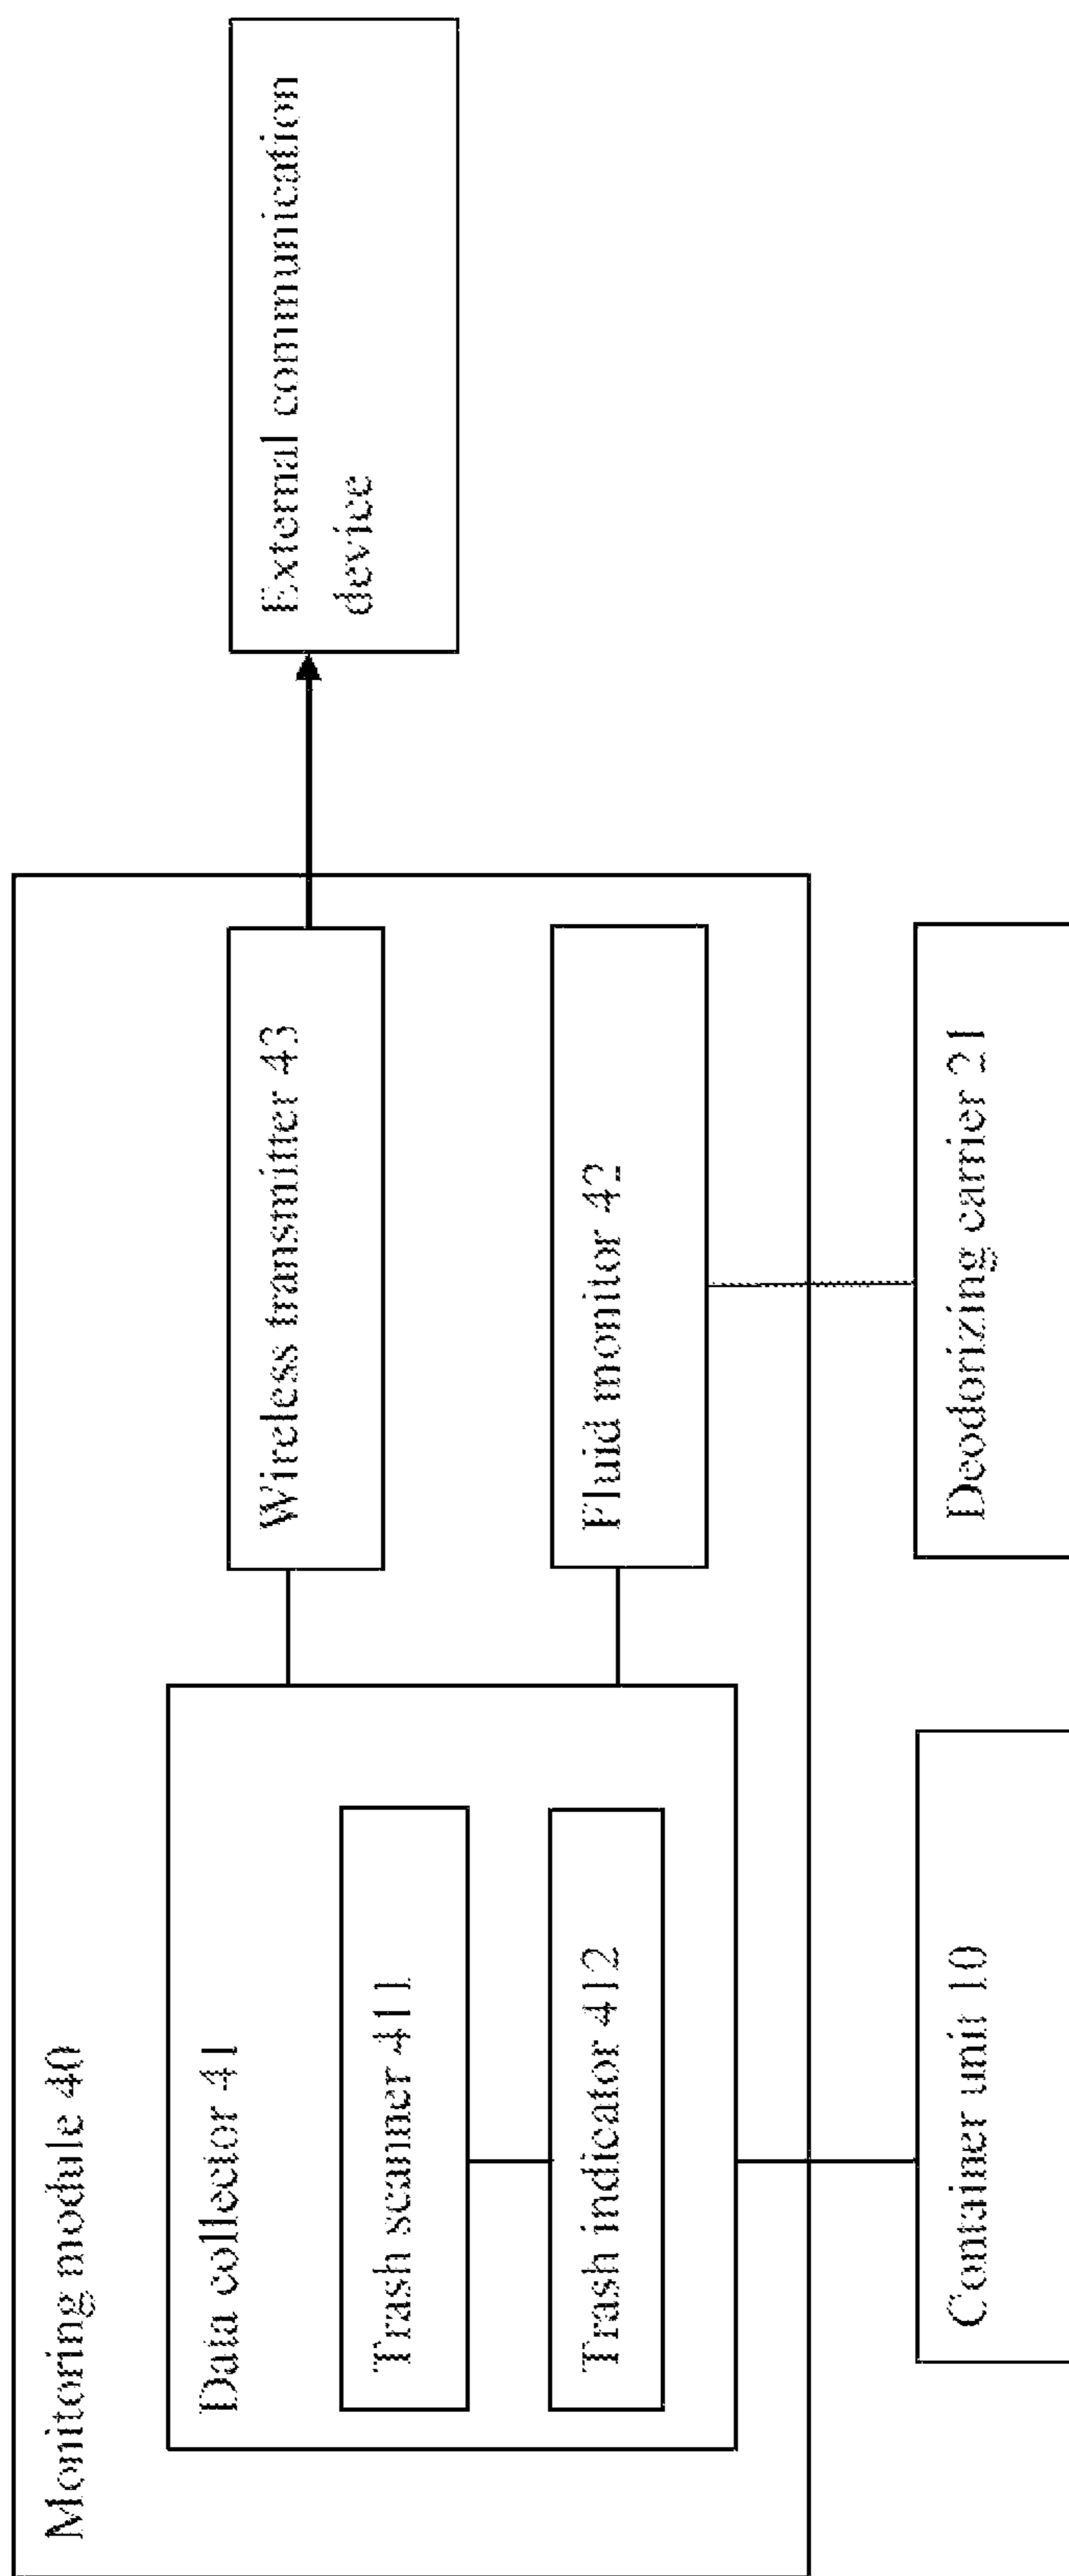 Monitoring module 40
Data collector 41
Trash scanner 411
Trash indicator 412
Wireless transmitter 43
Fluid monitor 42
External communication
device
Container unit 10
Deodorizing carrier 21